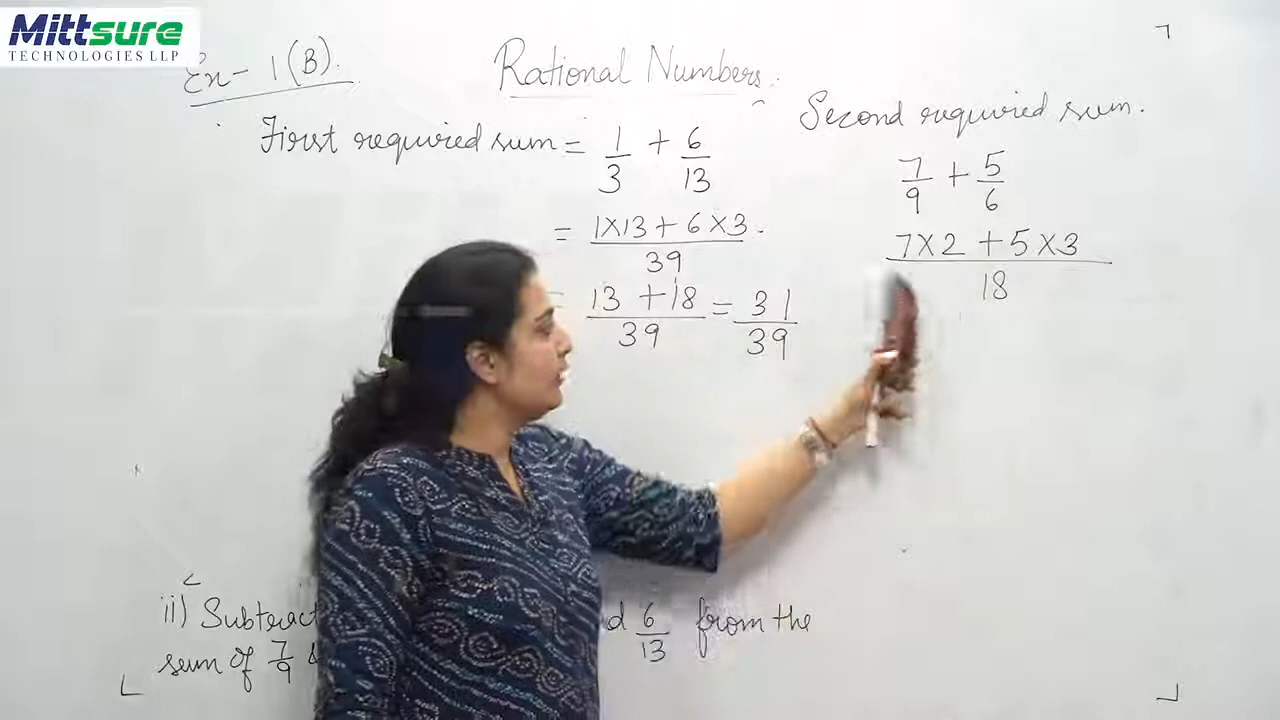 Mittsure
TECHNOLOGIES LLP
Ex- 1(B).
Rational Numbers.
First required sum = 1/3 + 6/13
= 1×13+6×3/39
= 13+18/39 = 31/39
Second required sum.
7/9 + 5/6
7×2+5×3/18
ii) Subtract 6/13 from the
sum of 7/9